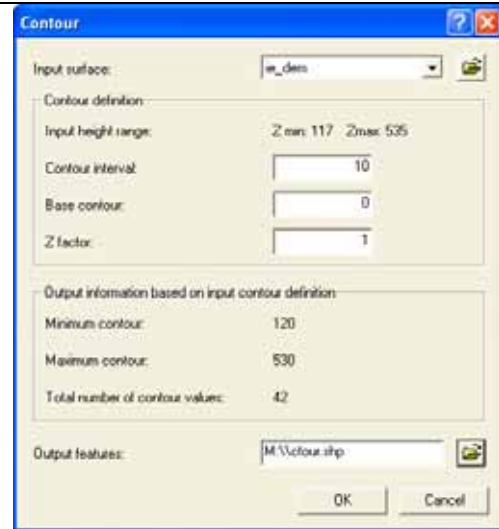 Contour
Input surface: ie_dem
Contour definition
Input height range: Z min: 117 Zmax: 535
Contour interval: 10
Base contour: 0
Z factor: 1
Output information based on input contour definition
Minimum contour: 120
Maximum contour: 530
Total number of contour values: 42
Output features: M:\\ctour.shp
OK Cancel